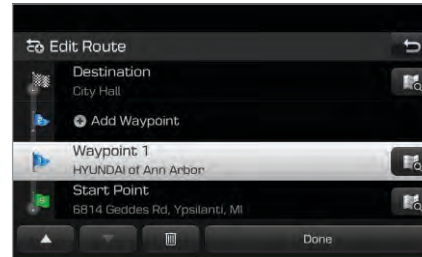 Edit Route
Destination
City Hall
Add Waypoint
Waypoint 1
HYUNDAI of Ann Arbor
Start Point
6814 Geddes Rd, Ypsilanti, MI
Done